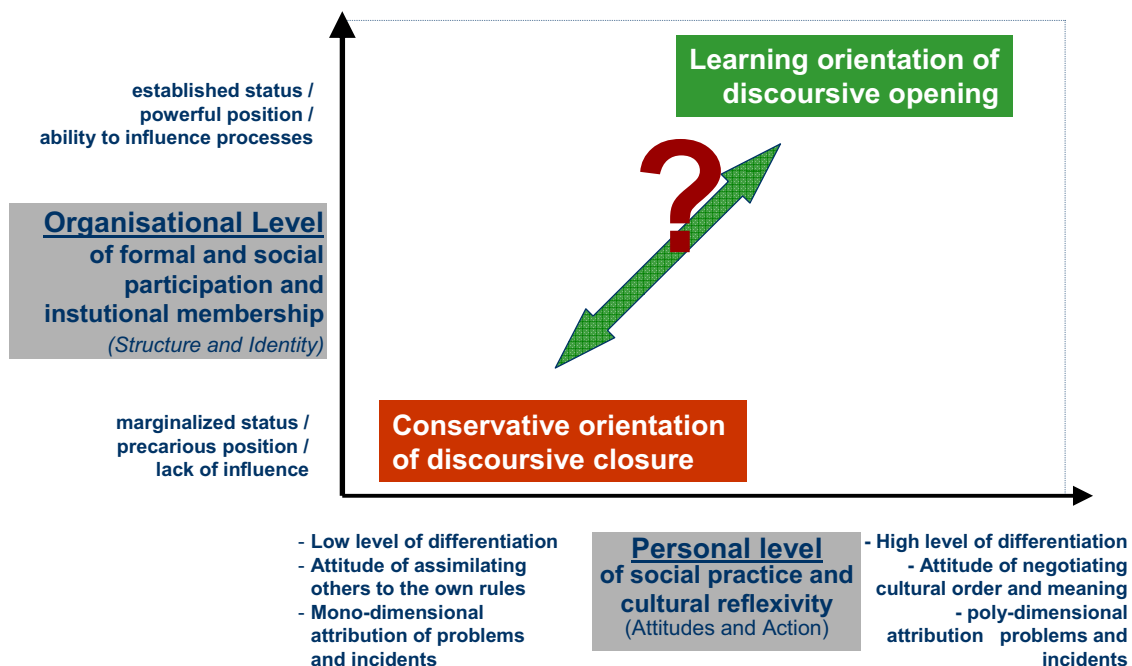 Learning orientation of
discoursive opening
established status /
powerful position /
ability to influence processes
?
Organisational Level
of formal and social
participation and
instutional membership
(Structure and Identity)
marginalized status /
precarious position /
lack of influence
Conservative orientation
of discoursive closure
- Low level of differentiation
- Attitude of assimilating
others to the own rules
- Mono-dimensional
attribution of problems
and incidents
Personal level
of social practice and
cultural reflexivity
(Attitudes and Action)
- High level of differentiation
- Attitude of negotiating
cultural order and meaning
- poly-dimensional
attribution problems and
incidents